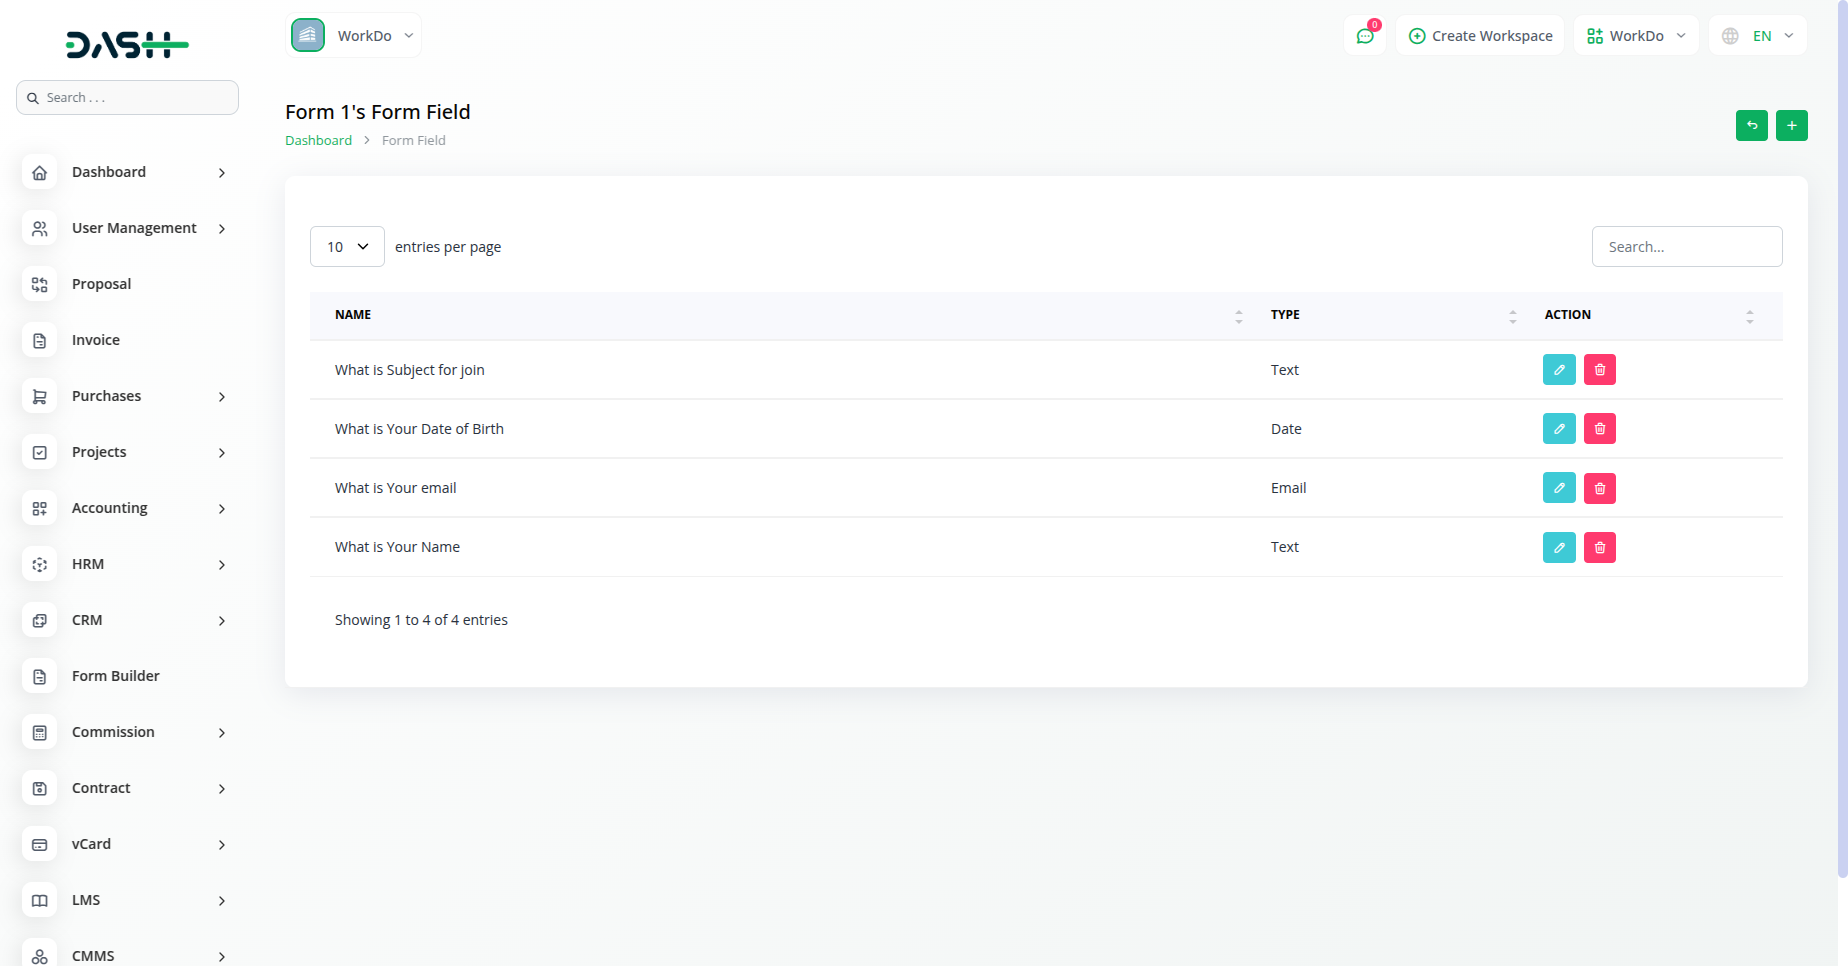 DASH
Search . . .
Dashboard
User Management
Proposal
Invoice
Purchases
Projects
Accounting
HRM
CRM
Form Builder
Commission
Contract
vCard
LMS
CMMS
WorkDo
0
Create Workspace
WorkDo
EN
Form 1's Form Field
Dashboard > Form Field
10 entries per page
Search...
NAME TYPE ACTION
What is Subject for join Text
What is Your Date of Birth Date
What is Your email Email
What is Your Name Text
Showing 1 to 4 of 4 entries